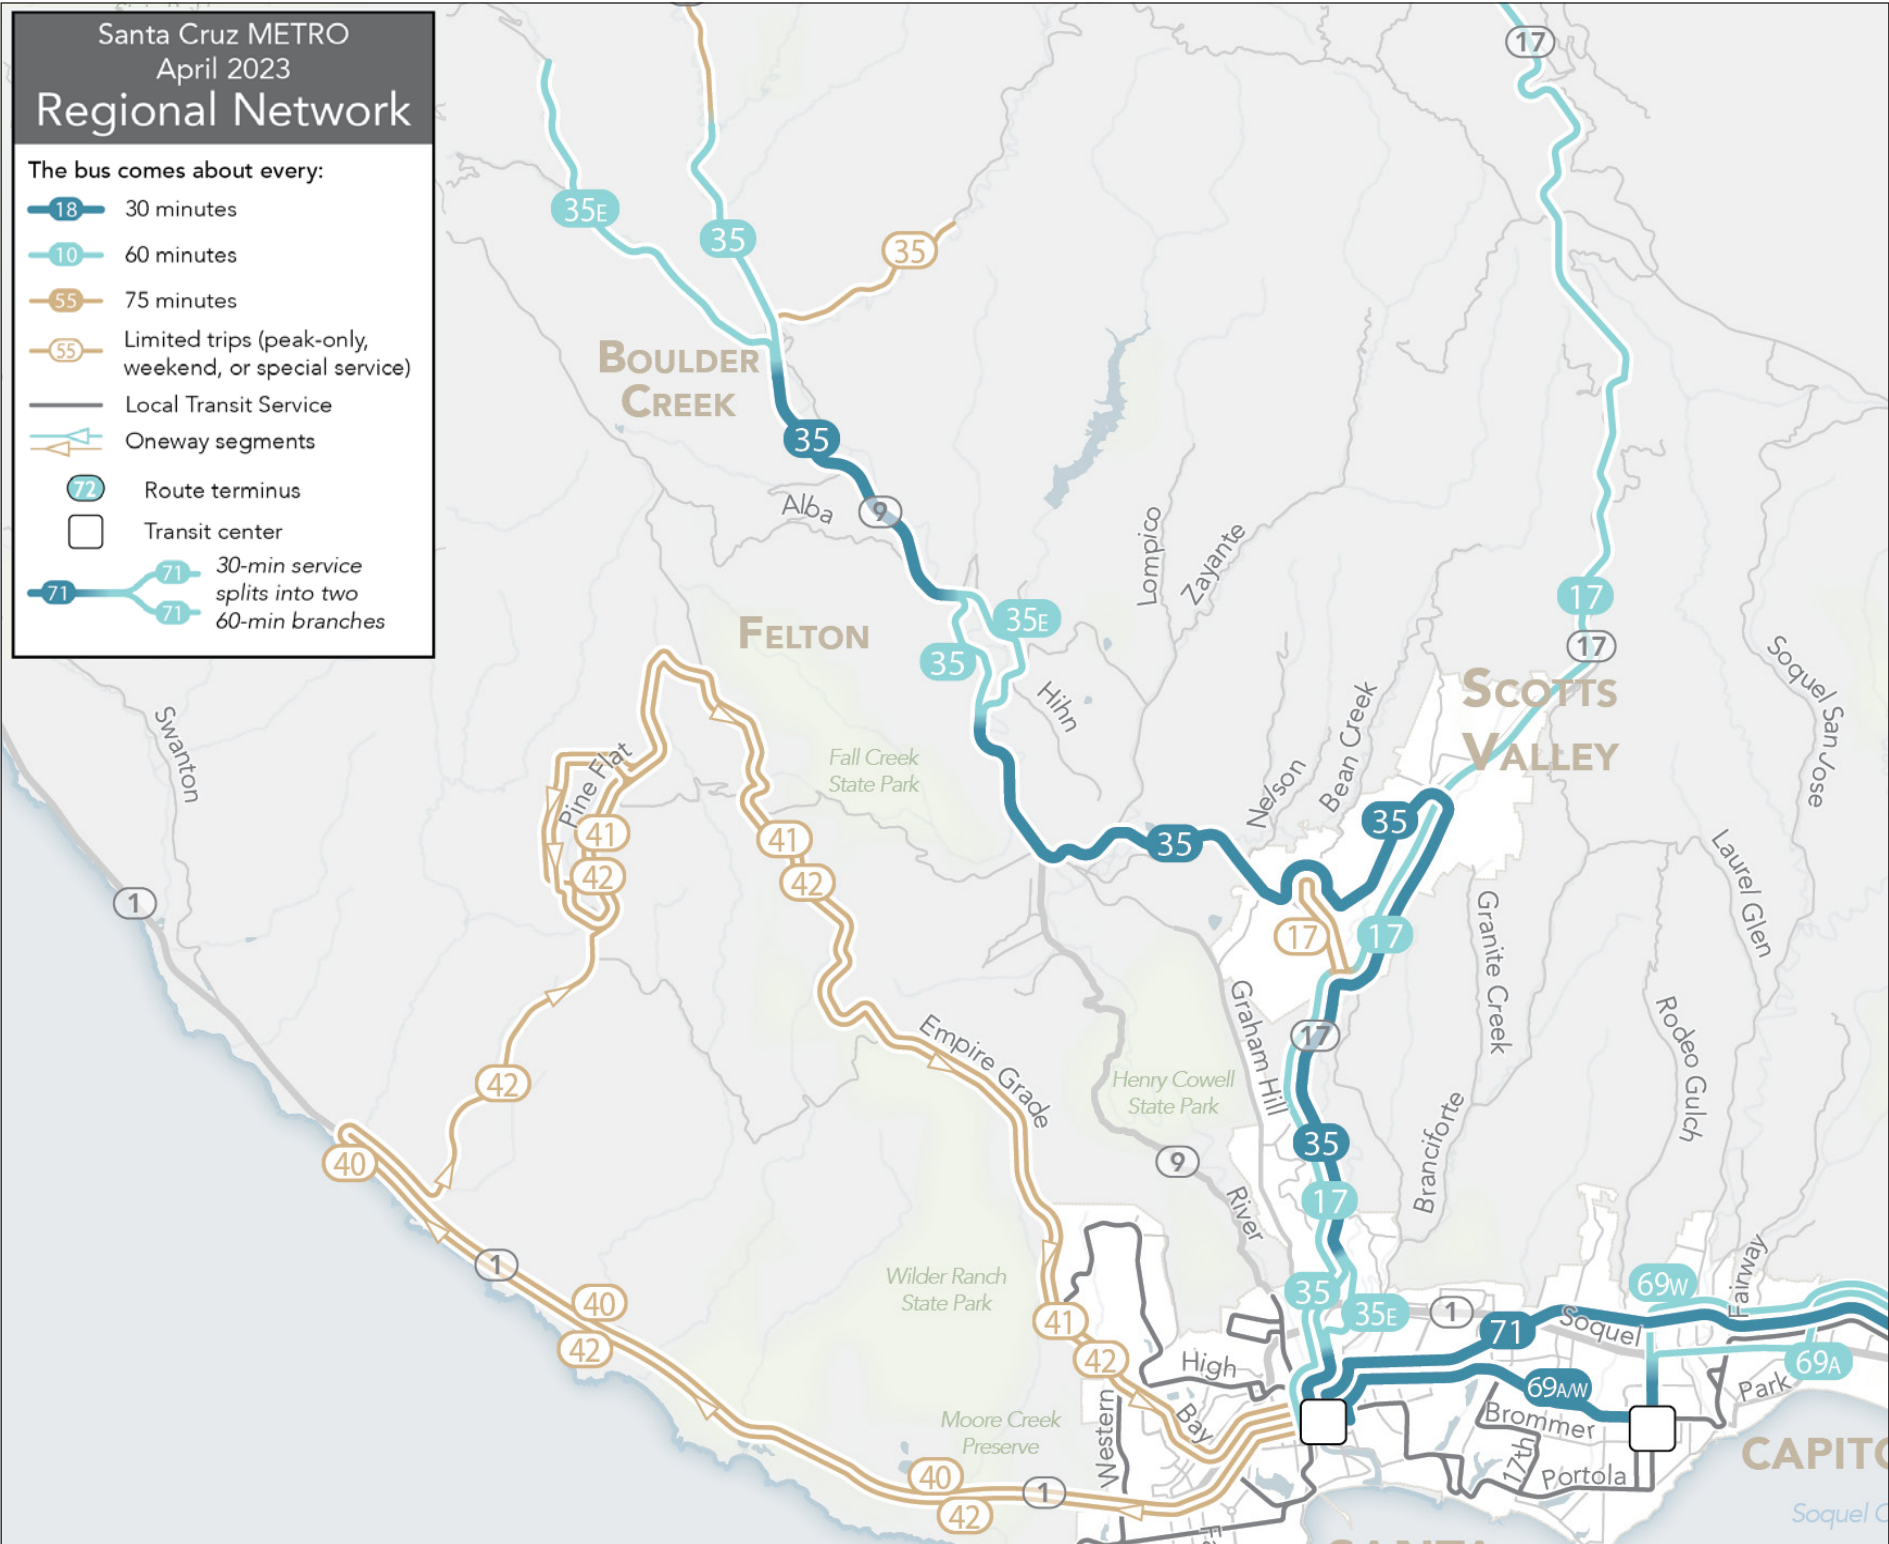 Santa Cruz METRO
April 2023
Regional Network
The bus comes about every:
18 30 minutes
10 60 minutes
55 75 minutes
55 Limited trips (peak-only,
weekend, or special service)
Local Transit Service
Oneway segments
72 Route terminus
Transit center
71 71 30-min service
splits into two
71 60-min branches
17
35E
35
35
BOULDER
CREEK
35
Alba
9
Lompico
Zayante
17
17
35E
35
FELTON
Hihn
SCOTTS
VALLEY
Soquel San Jose
Swanton
Pine Flat
Fall Creek
State Park
Nelson
Bean Creek
41
42
41
42
35
35
1
17
17
Laurel Glen
Granite Creek
Empire Grade
Graham Hill
17
Rodeo Gulch
42
Henry Cowell
State Park
35
Branciforte
40
9
River
17
1
Wilder Ranch
State Park
40
42
41
42
35
35E
1
69W
Fairway
71
Soquel
69A
High
69A/W
Park
Brommer
Moore Creek
Preserve
Western
Bay
17th
Portola
CAPITO
40
42
1
Soquel C